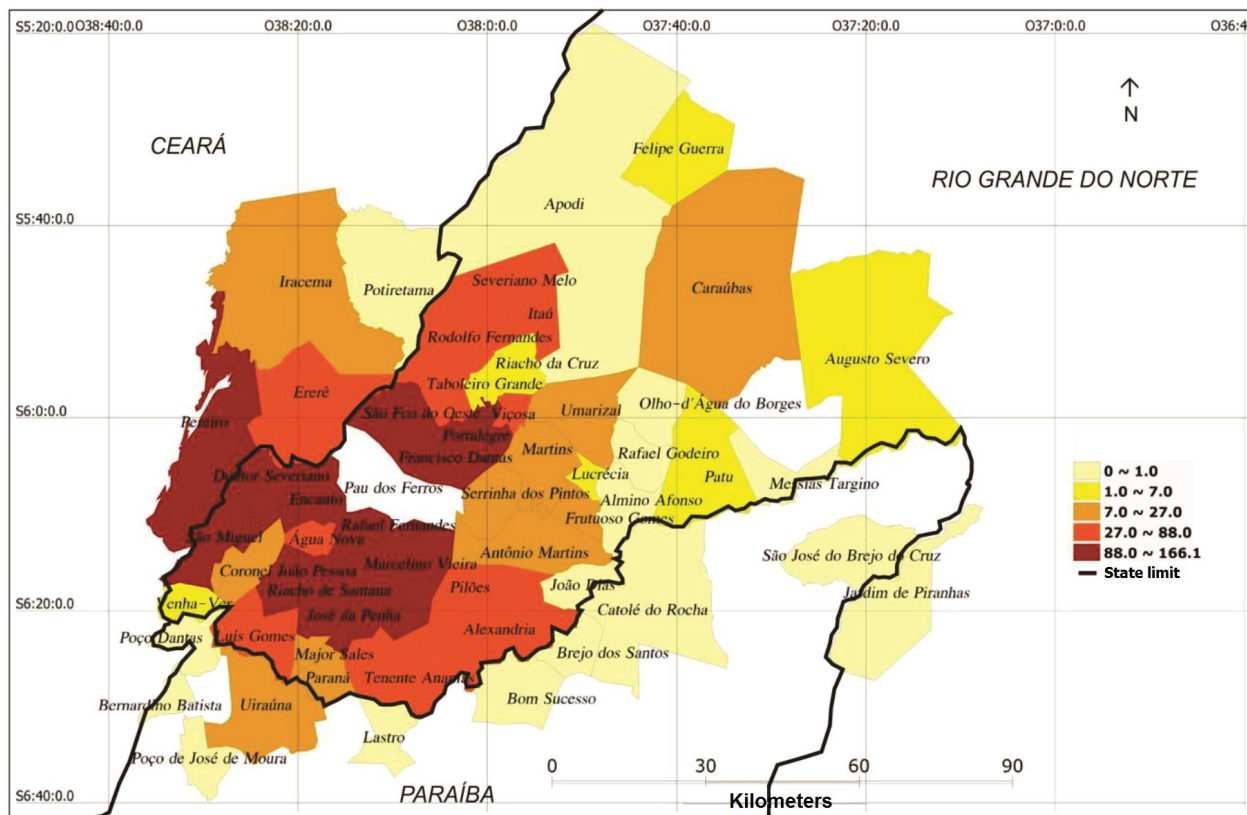 S5:20:0.0 O38:40:0.0 O38:20:0.0 O38:0:0.0 O37:40:0.0 O37:20:0.0 O37:0:0.0 O36:4
N
CEARÁ
Felipe Guerra
RIO GRANDE DO NORTE
Apodi
S5:40:0.0
Iracema
Potiretama
Severiano Melo
Caraúbas
Itaú
Rodolfo Fernandes
Augusto Severo
Riacho da Cruz
Ererê
Taboleiro Grande
Olho-d'Água do Borges
São Fco do Oeste
Viçosa
Umarizal
S6:00:0.0
Pereiro
Portalegre
Martins
Rafael Godeiro
Francisco Dantas
Doutor Severiano
Lucrécia
Patu
Messias Targino
Pau dos Ferros
Encanto
Serrinha dos Pintos
Almino Afonso
Frutuoso Gomes
Rafael Fernandes
São Miguel
Água Nova
Antônio Martins
São José do Brejo do Cruz
Marcelino Vieira
Coronel João Pessoa
Pilões
João Dias
Riacho de Santana
Jardim de Piranhas
Venha-Ver
S6:20:0.0
José da Penha
Catolé do Rocha
Poço Dantas
Luís Gomes
Alexandria
Major Sales
Brejo dos Santos
Paraná
Tenente Ananias
Bom Sucesso
Bernardino Batista
Uiraúna
Lastro
Poço de José de Moura
PARAÍBA
S6:40:0.0
0 ~ 1.0
1.0 ~ 7.0
7.0 ~ 27.0
27.0 ~ 88.0
88.0 ~ 166.1
State limit
0 30 60 90
Kilometers